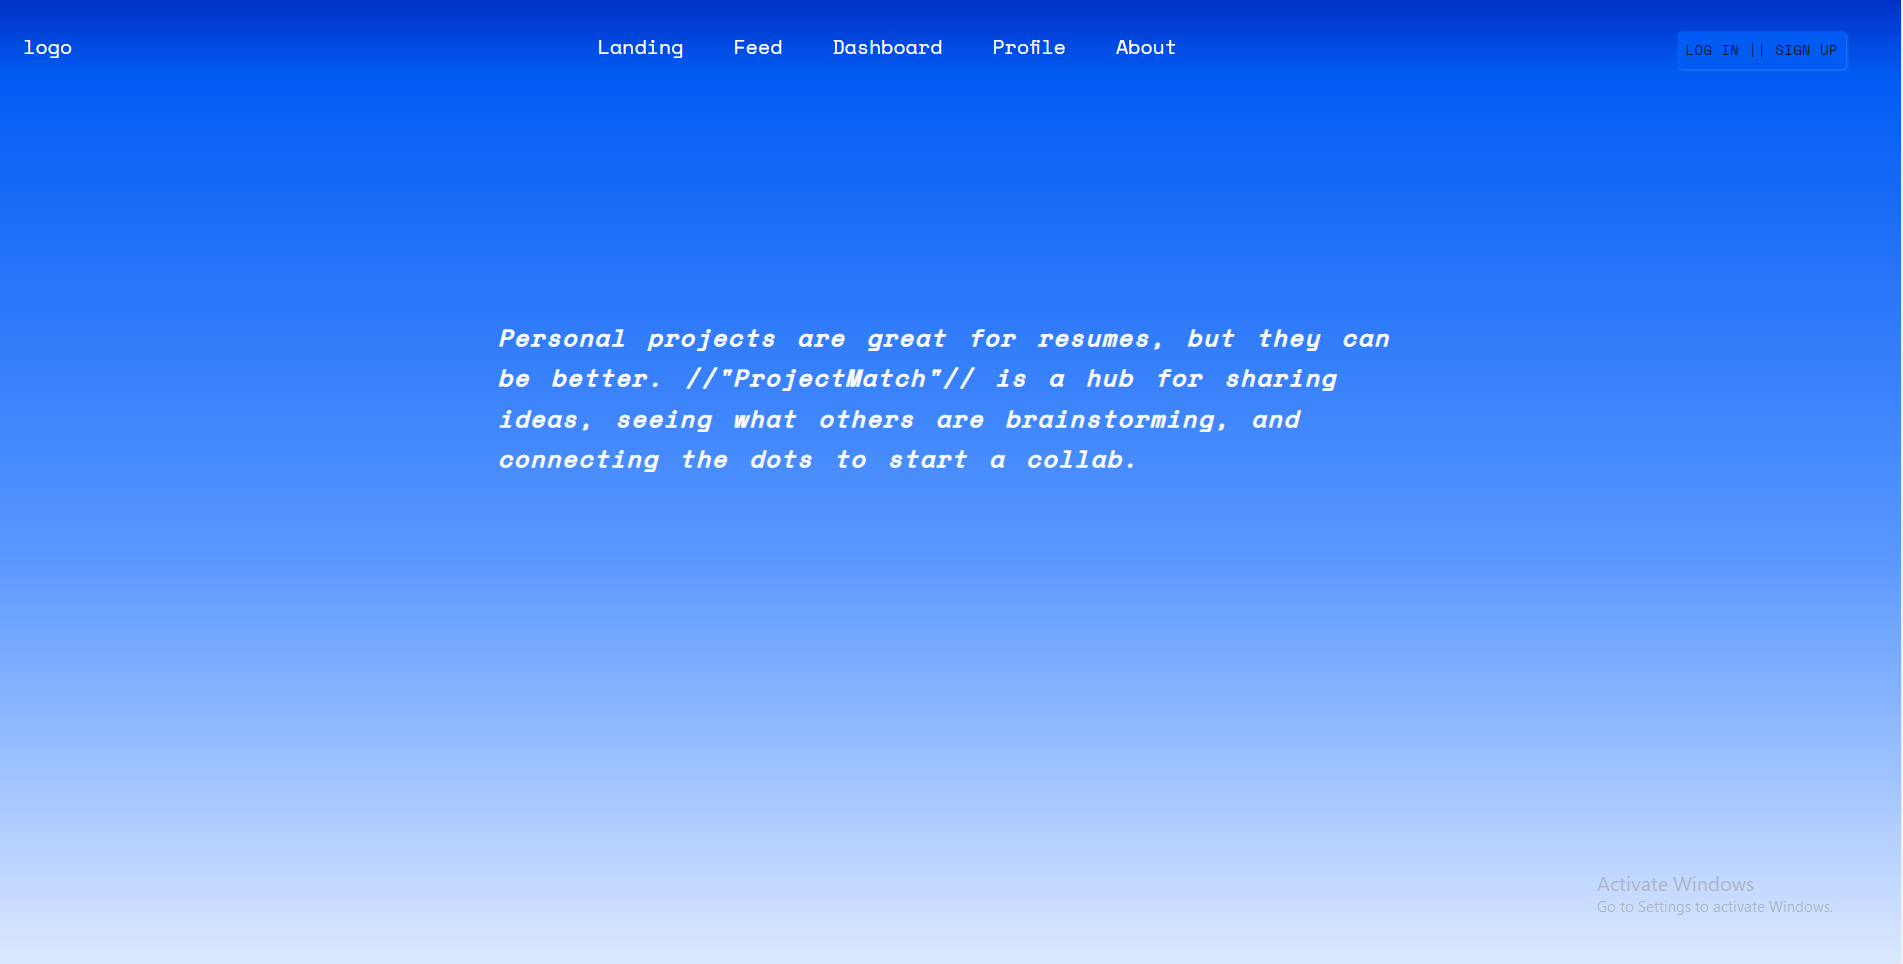 logo
Landing Feed Dashboard Profile About
LOG IN || SIGN UP
Personal projects are great for resumes, but they can
be better. //"ProjectMatch"// is a hub for sharing
ideas, seeing what others are brainstorming, and
connecting the dots to start a collab.
Activate Windows
Go to Settings to activate Windows.